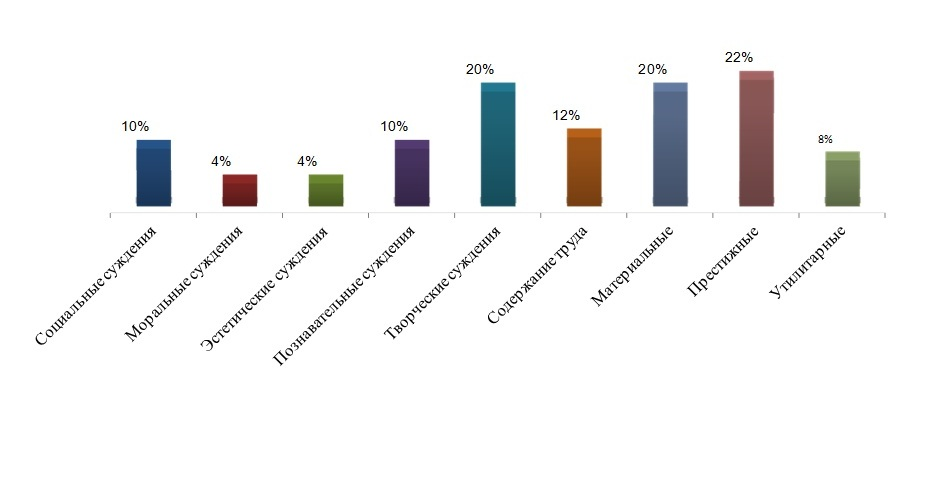 10%
4%
4%
10%
20%
12%
20%
22%
8%
Социальные суждения
Моральные суждения
Эстетические суждения
Познавательные суждения
Творческие суждения
Содержание труда
Материальные
Престижные
Утилитарные